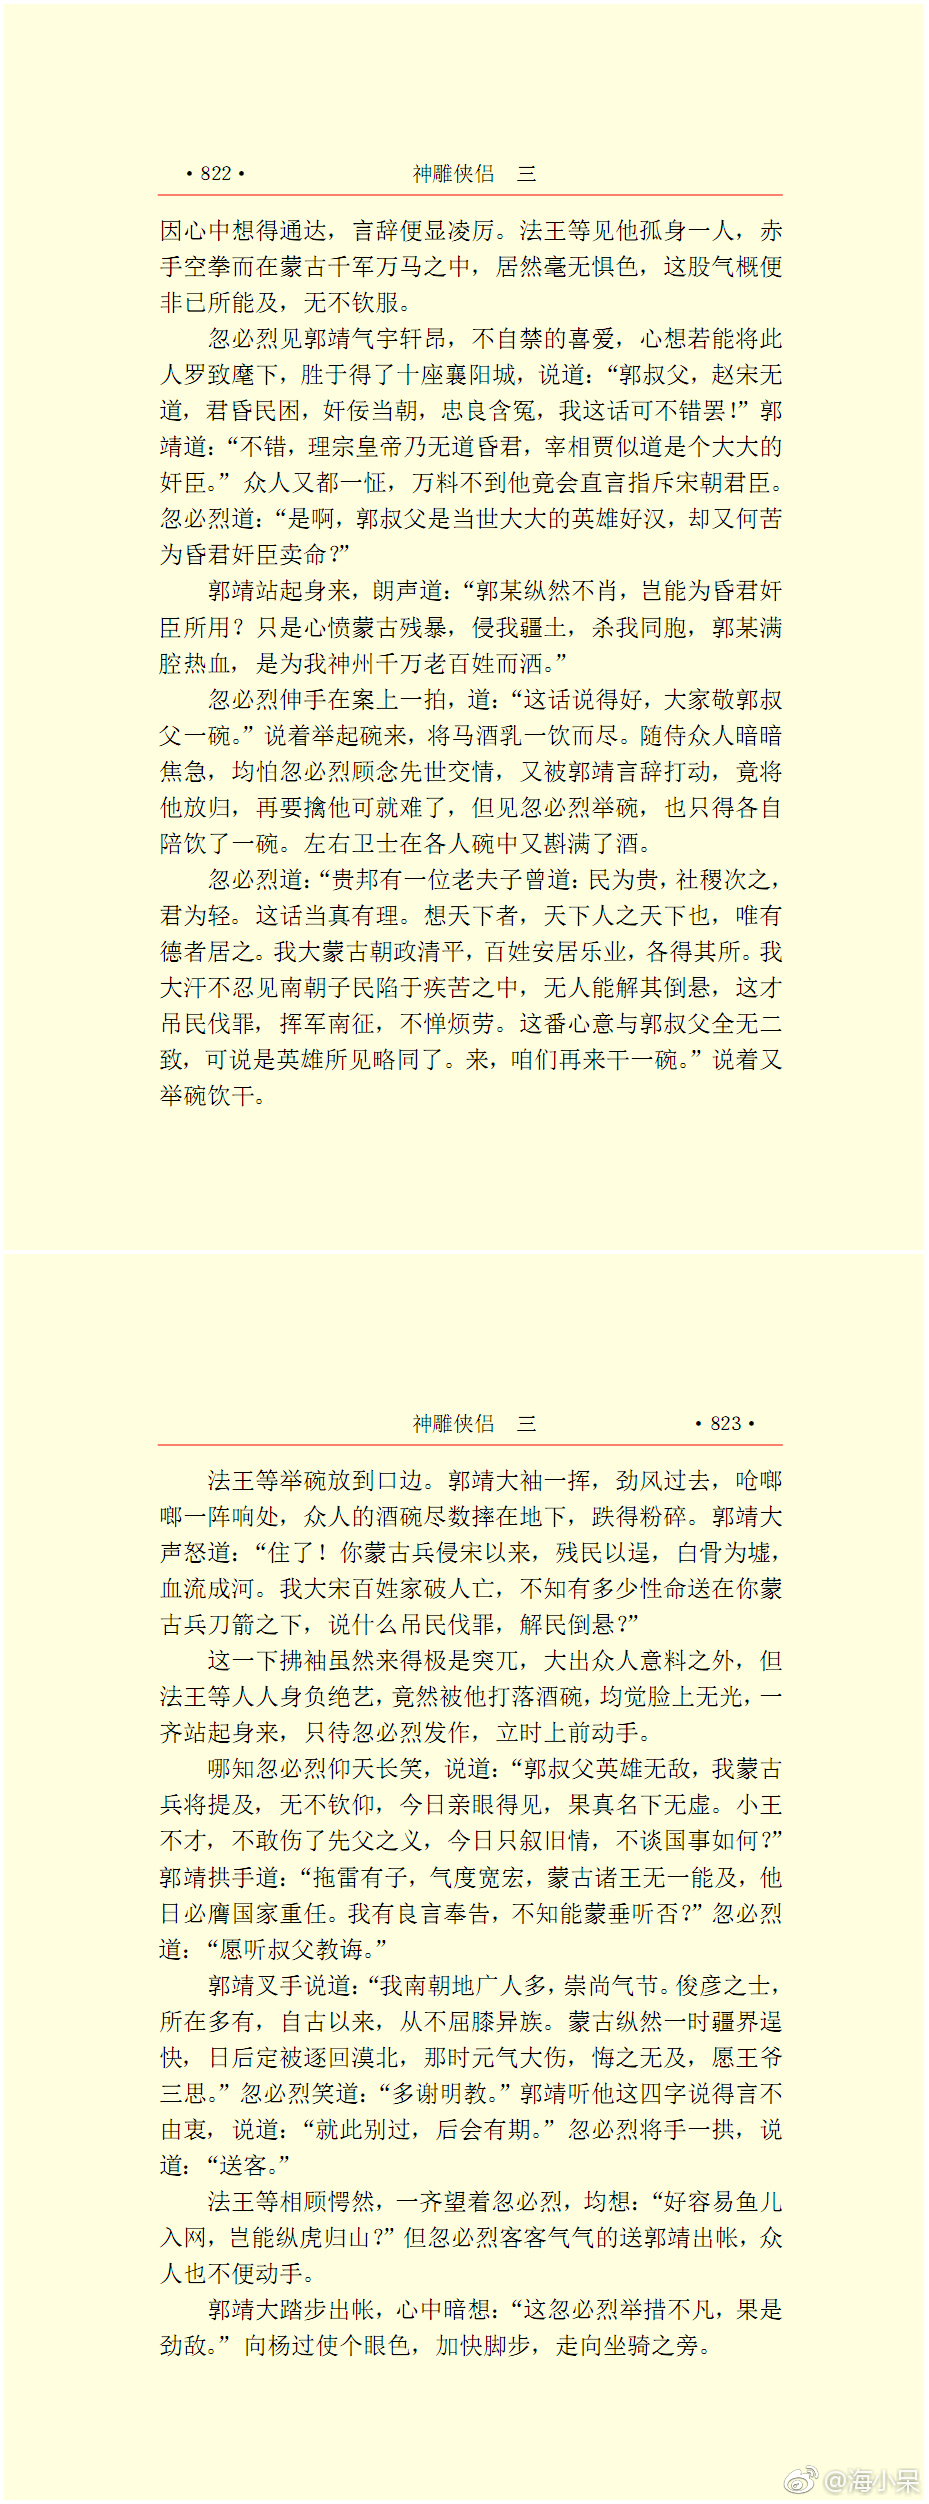 ·822· 神雕侠侣 三
因心中想得通达，言辞便显凌厉。法王等见他孤身一人，赤
手空拳而在蒙古千军万马之中，居然毫无惧色，这股气概便
非已所能及，无不钦服。
忽必烈见郭靖气宇轩昂，不自禁的喜爱，心想若能将此
人罗致麾下，胜于得了十座襄阳城，说道：“郭叔父，赵宋无
道，君昏民困，奸佞当朝，忠良含冤，我这话可不错罢！”郭
靖道：“不错，理宗皇帝乃无道昏君，宰相贾似道是个大大的
奸臣。”众人又都一怔，万料不到他竟会直言指斥宋朝君臣。
忽必烈道：“是啊，郭叔父是当世大大的英雄好汉，却又何苦
为昏君奸臣卖命？”
郭靖站起身来，朗声道：“郭某纵然不肖，岂能为昏君奸
臣所用？只是心愤蒙古残暴，侵我疆土，杀我同胞，郭某满
腔热血，是为我神州千万老百姓而洒。”
忽必烈伸手在案上一拍，道：“这话说得好，大家敬郭叔
父一碗。”说着举起碗来，将马酒乳一饮而尽。随侍众人暗暗
焦急，均怕忽必烈顾念先世交情，又被郭靖言辞打动，竟将
他放归，再要擒他可就难了，但见忽必烈举碗，也只得各自
陪饮了一碗。左右卫士在各人碗中又斟满了酒。
忽必烈道：“贵邦有一位老夫子曾道：民为贵，社稷次之，
君为轻。这话当真有理。想天下者，天下人之天下也，唯有
德者居之。我大蒙古朝政清平，百姓安居乐业，各得其所。我
大汗不忍见南朝子民陷于疾苦之中，无人能解其倒悬，这才
吊民伐罪，挥军南征，不惮烦劳。这番心意与郭叔父全无二
致，可说是英雄所见略同了。来，咱们再来干一碗。”说着又
举碗饮干。
神雕侠侣 三 ·823·
法王等举碗放到口边。郭靖大袖一挥，劲风过去，呛啷
啷一阵响处，众人的酒碗尽数摔在地下，跌得粉碎。郭靖大
声怒道：“住了！你蒙古兵侵宋以来，残民以逞，白骨为墟，
血流成河。我大宋百姓家破人亡，不知有多少性命送在你蒙
古兵刀箭之下，说什么吊民伐罪，解民倒悬？”
这一下拂袖虽然来得极是突兀，大出众人意料之外，但
法王等人人身负绝艺，竟然被他打落酒碗，均觉脸上无光，一
齐站起身来，只待忽必烈发作，立时上前动手。
哪知忽必烈仰天长笑，说道：“郭叔父英雄无敌，我蒙古
兵将提及，无不钦仰，今日亲眼得见，果真名下无虚。小王
不才，不敢伤了先父之义，今日只叙旧情，不谈国事如何？”
郭靖拱手道：“拖雷有子，气度宽宏，蒙古诸王无一能及，他
日必膺国家重任。我有良言奉告，不知能蒙垂听否？”忽必烈
道：“愿听叔父教诲。”
郭靖叉手说道：“我南朝地广人多，崇尚气节。俊彦之士，
所在多有，自古以来，从不屈膝异族。蒙古纵然一时疆界逞
快，日后定被逐回漠北，那时元气大伤，悔之无及，愿王爷
三思。”忽必烈笑道：“多谢明教。”郭靖听他这四字说得言不
由衷，说道：“就此别过，后会有期。”忽必烈将手一拱，说
道：“送客。”
法王等相顾愕然，一齐望着忽必烈，均想：“好容易鱼儿
入网，岂能纵虎归山？”但忽必烈客客气气的送郭靖出帐，众
人也不便动手。
郭靖大踏步出帐，心中暗想：“这忽必烈举措不凡，果是
劲敌。”向杨过使个眼色，加快脚步，走向坐骑之旁。
@海小呆